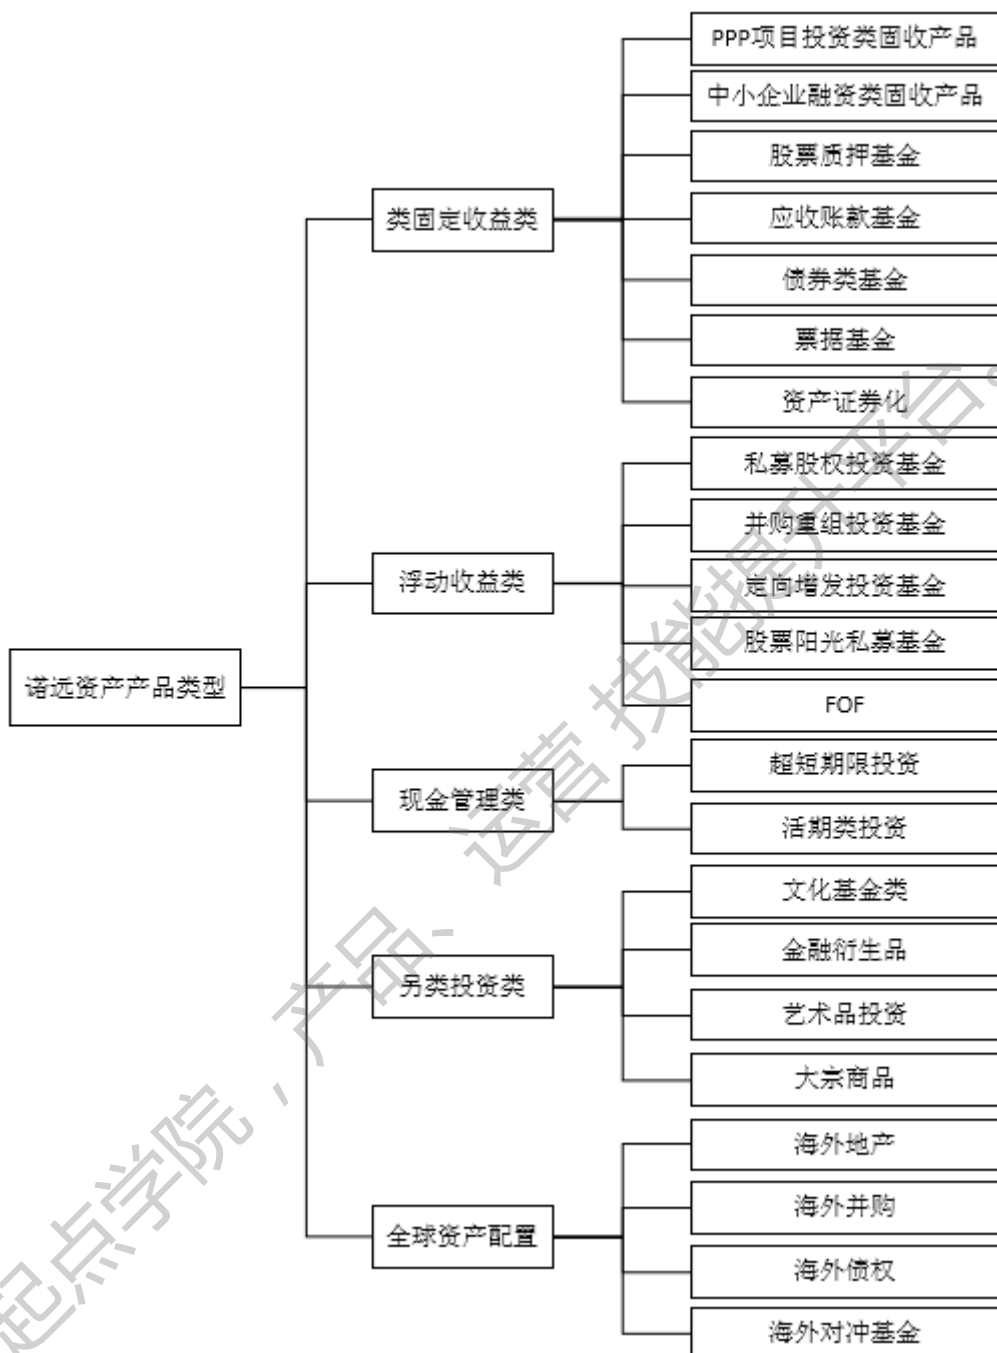 PPP项目投资类固收产品
中小企业融资类固收产品
股票质押基金
类固定收益类
应收账款基金
债券类基金
票据基金
资产证券化
私募股权投资基金
并购重组投资基金
浮动收益类
定向增发投资基金
股票阳光私募基金
诺远资产产品类型
FOF
超短期限投资
现金管理类
活期类投资
文化基金类
金融衍生品
另类投资类
艺术品投资
大宗商品
海外地产
海外并购
全球资产配置
海外债权
海外对冲基金
起点学院，产品、运营 技能提升平台。